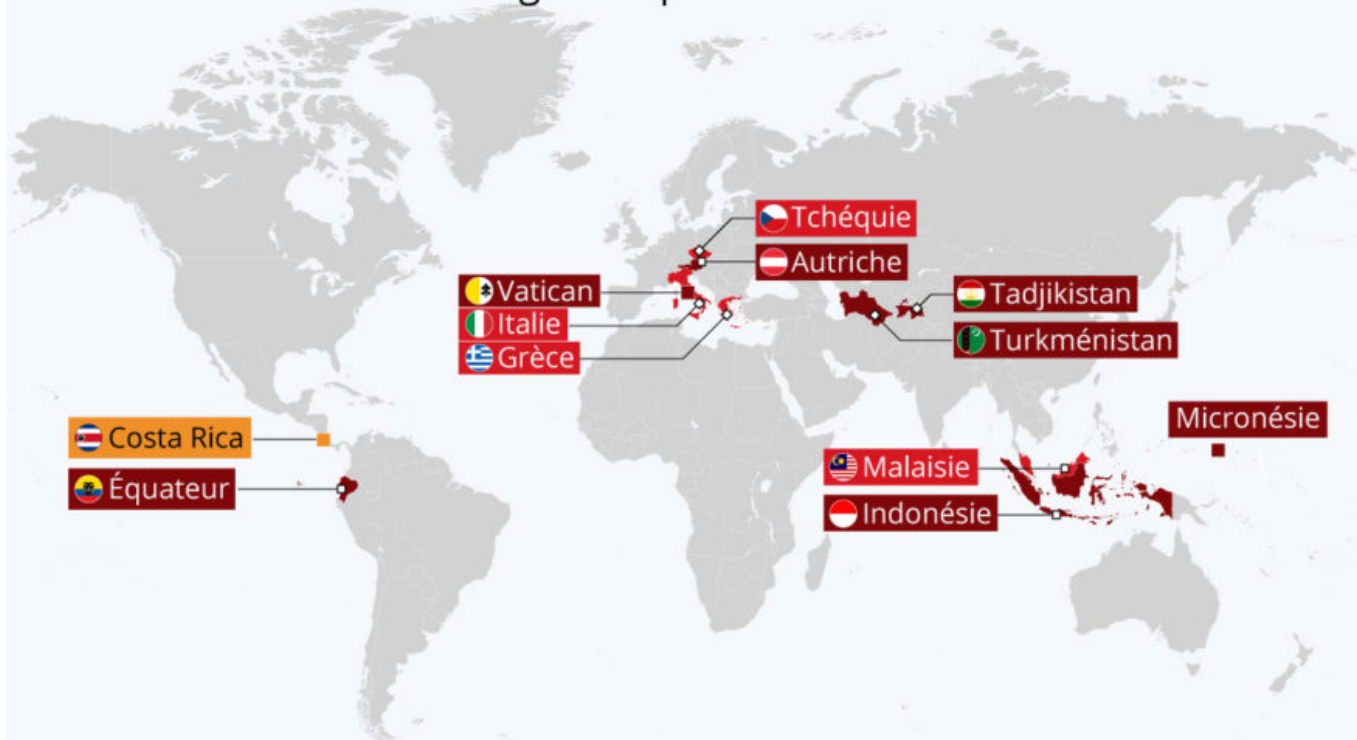 Tchéquie
Autriche
Vatican
Italie
Grèce
Tadjikistan
Turkménistan
Costa Rica
Équateur
Micronésie
Malaisie
Indonésie